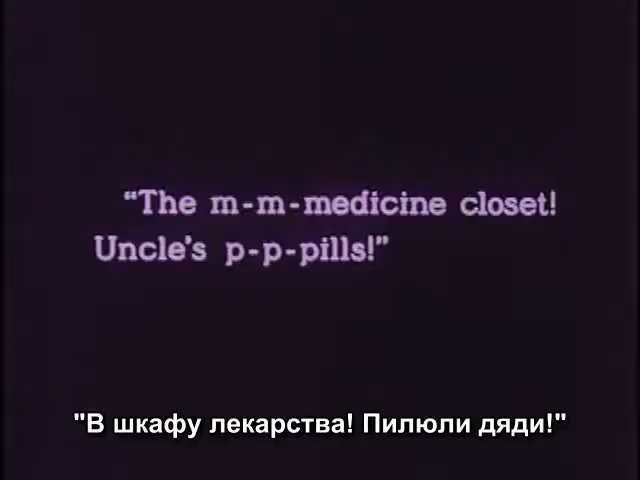 “The m-m-medicine closet!
Uncle’s p-p-pills!”
"В шкафу лекарства! Пилюли дяди!"